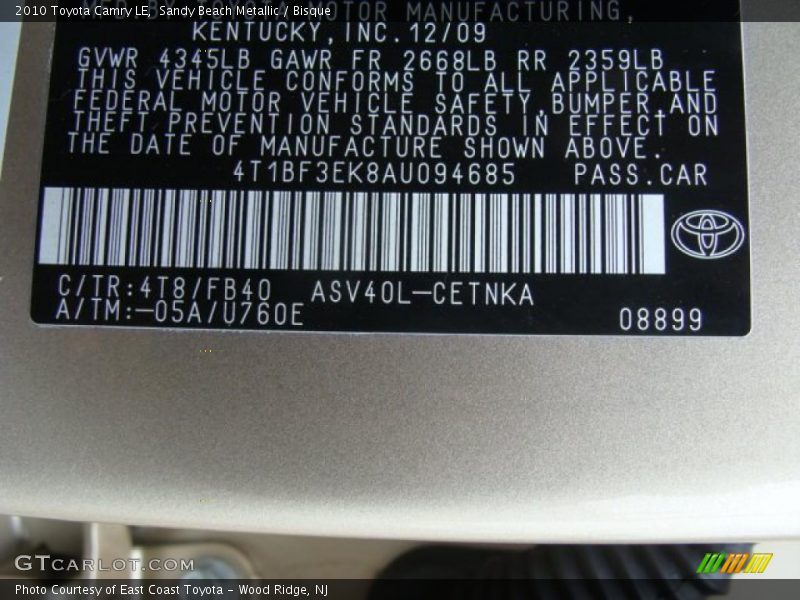 2010 Toyota Camry LE, Sandy Beach Metallic / Bisque
MOTOR MANUFACTURING,
KENTUCKY, INC. 12/09
GVWR 4345LB GAWR FR 2668LB RR 2359LB
THIS VEHICLE CONFORMS TO ALL APPLICABLE
FEDERAL MOTOR VEHICLE SAFETY, BUMPER, AND
THEFT PREVENTION STANDARDS IN EFFECT ON
THE DATE OF MANUFACTURE SHOWN ABOVE.
4T1BF3EK8AU094685 PASS.CAR
C/TR:4T8/FB40 ASV40L-CETNKA
A/TM:-05A/U760E 08899
GTCARLOT.COM
Photo Courtesy of East Coast Toyota - Wood Ridge, NJ